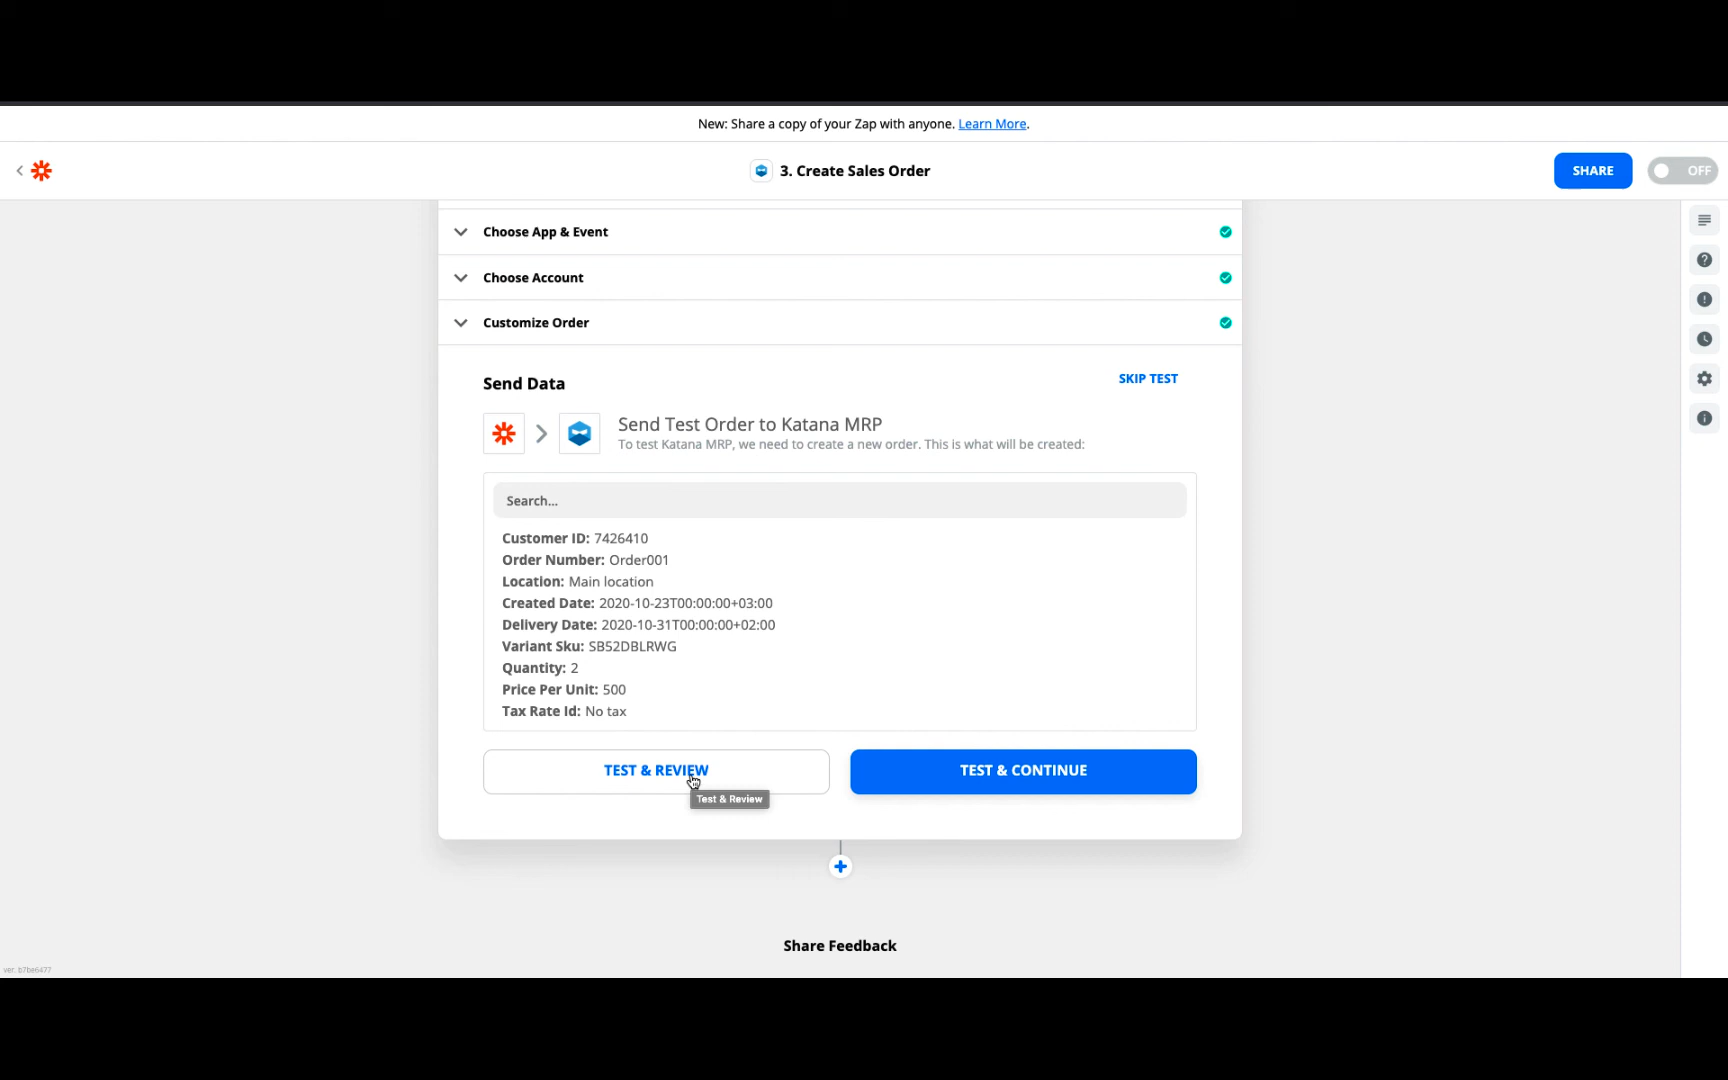 New: Share a copy of your Zap with anyone. Learn More.
3. Create Sales Order
SHARE
OFF
Choose App & Event
Choose Account
Customize Order
Send Data
SKIP TEST
Send Test Order to Katana MRP
To test Katana MRP, we need to create a new order. This is what will be created:
Search...
Customer ID: 7426410
Order Number: Order001
Location: Main location
Created Date: 2020-10-23T00:00:00+03:00
Delivery Date: 2020-10-31T00:00:00+02:00
Variant Sku: SB52DBLRWG
Quantity: 2
Price Per Unit: 500
Tax Rate Id: No tax
TEST & REVIEW
TEST & CONTINUE
Test & Review
Share Feedback
ver. b7be6477